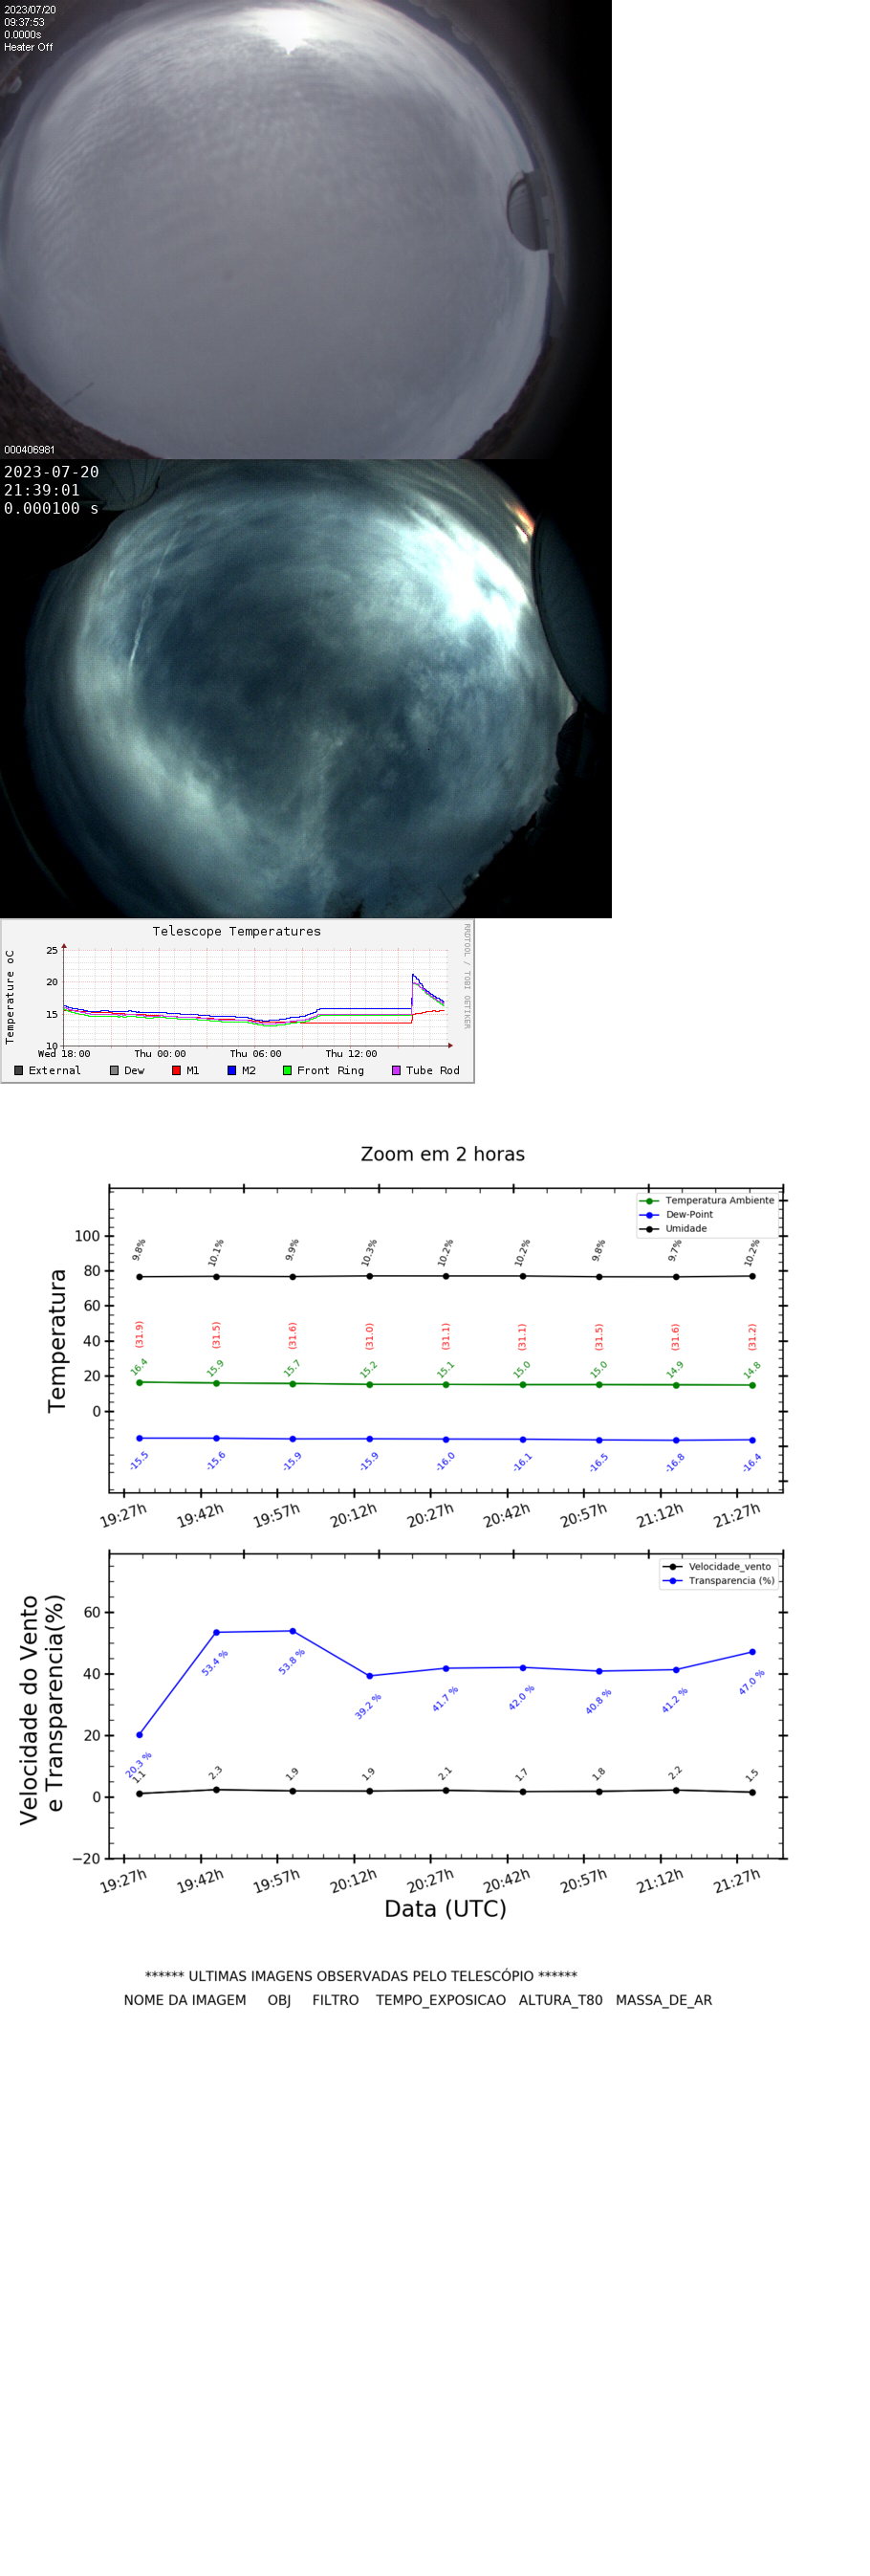 2023/07/20
09:37:53
0.0000s
Heater Off
000406981
2023-07-20
21:39:01
0.000100 s
Telescope Temperatures
RRDTOOL / TOBI OETIKER
Temperature oC
25
20
15
10
Wed 18:00 Thu 00:00 Thu 06:00 Thu 12:00
External Dew M1 M2 Front Ring Tube Rod
Zoom em 2 horas
Temperatura Ambiente
Dew-Point
Umidade
Temperatura
100
80
60
40
20
0
9.8% 10.1% 9.9% 10.3% 10.2% 10.2% 9.8% 9.7% 10.2%
(31.9) (31.5) (31.6) (31.0) (31.1) (31.1) (31.5) (31.6) (31.2)
16.4 15.9 15.7 15.2 15.1 15.0 15.0 14.9 14.8
-15.5 -15.6 -15.9 -15.9 -16.0 -16.1 -16.5 -16.8 -16.4
19:27h 19:42h 19:57h 20:12h 20:27h 20:42h 20:57h 21:12h 21:27h
Velocidade_vento
Transparencia (%)
Velocidade do Vento
e Transparencia(%)
60
40
20
0
−20
20.3 % 53.4 % 53.8 % 39.2 % 41.7 % 42.0 % 40.8 % 41.2 % 47.0 %
1.1 2.3 1.9 1.9 2.1 1.7 1.8 2.2 1.5
19:27h 19:42h 19:57h 20:12h 20:27h 20:42h 20:57h 21:12h 21:27h
Data (UTC)
****** ULTIMAS IMAGENS OBSERVADAS PELO TELESCÓPIO ******
NOME DA IMAGEM OBJ FILTRO TEMPO_EXPOSICAO ALTURA_T80 MASSA_DE_AR